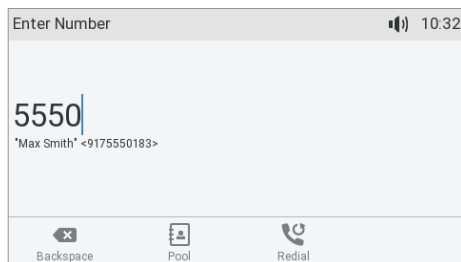 Enter Number 10:32
5550
"Max Smith" <9175550183>
Backspace Pool Redial